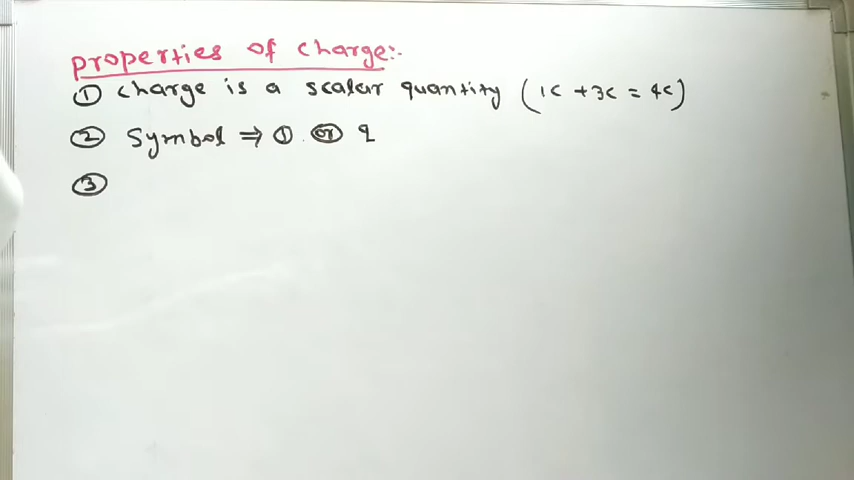 properties of charge:-
① charge is a scalar quantity (1C + 3C = 4C)
② Symbol ⇒ Q or q
③